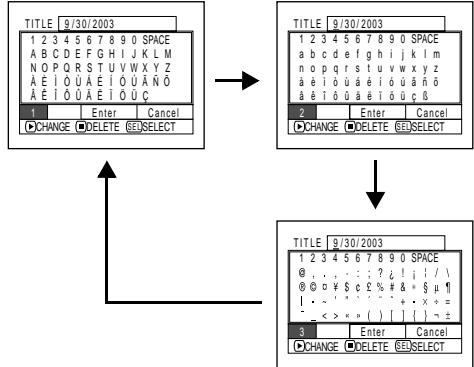 TITLE 9/30/2003
1 2 3 4 5 6 7 8 9 0 SPACE
A B C D E F G H I J K L M
N O P Q R S T U V W X Y Z
À È Ì Ò Ù Á É Í Ó Ú Ã Ñ Õ
Â Ê Î Ô Û Ä Ë Ï Ö Ü Ç
1 Enter Cancel
CHANGE DELETE SEL SELECT
TITLE 9/30/2003
1 2 3 4 5 6 7 8 9 0 SPACE
a b c d e f g h i j k l m
n o p q r s t u v w x y z
à è ì ò ù á é í ó ú ã ñ õ
â ê î ô û ä ë ï ö ü ç ß
2 Enter Cancel
CHANGE DELETE SEL SELECT
TITLE 9/30/2003
1 2 3 4 5 6 7 8 9 0 SPACE
@ , . : ; ? ¿ ! ¡ / \
® © ¤ ¥ $ ¢ £ % # & § µ ¶
+ × ÷ =
_ < > « » ( ) [ ] { } ¬ ±
3 Enter Cancel
CHANGE DELETE SEL SELECT